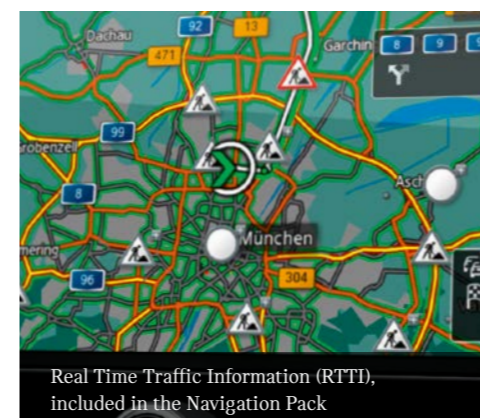 Dachau
92
13
471
Garchin
8
9
99
robenzell
8
Asch
München
mering
96
304
Real Time Traffic Information (RTTI),
included in the Navigation Pack